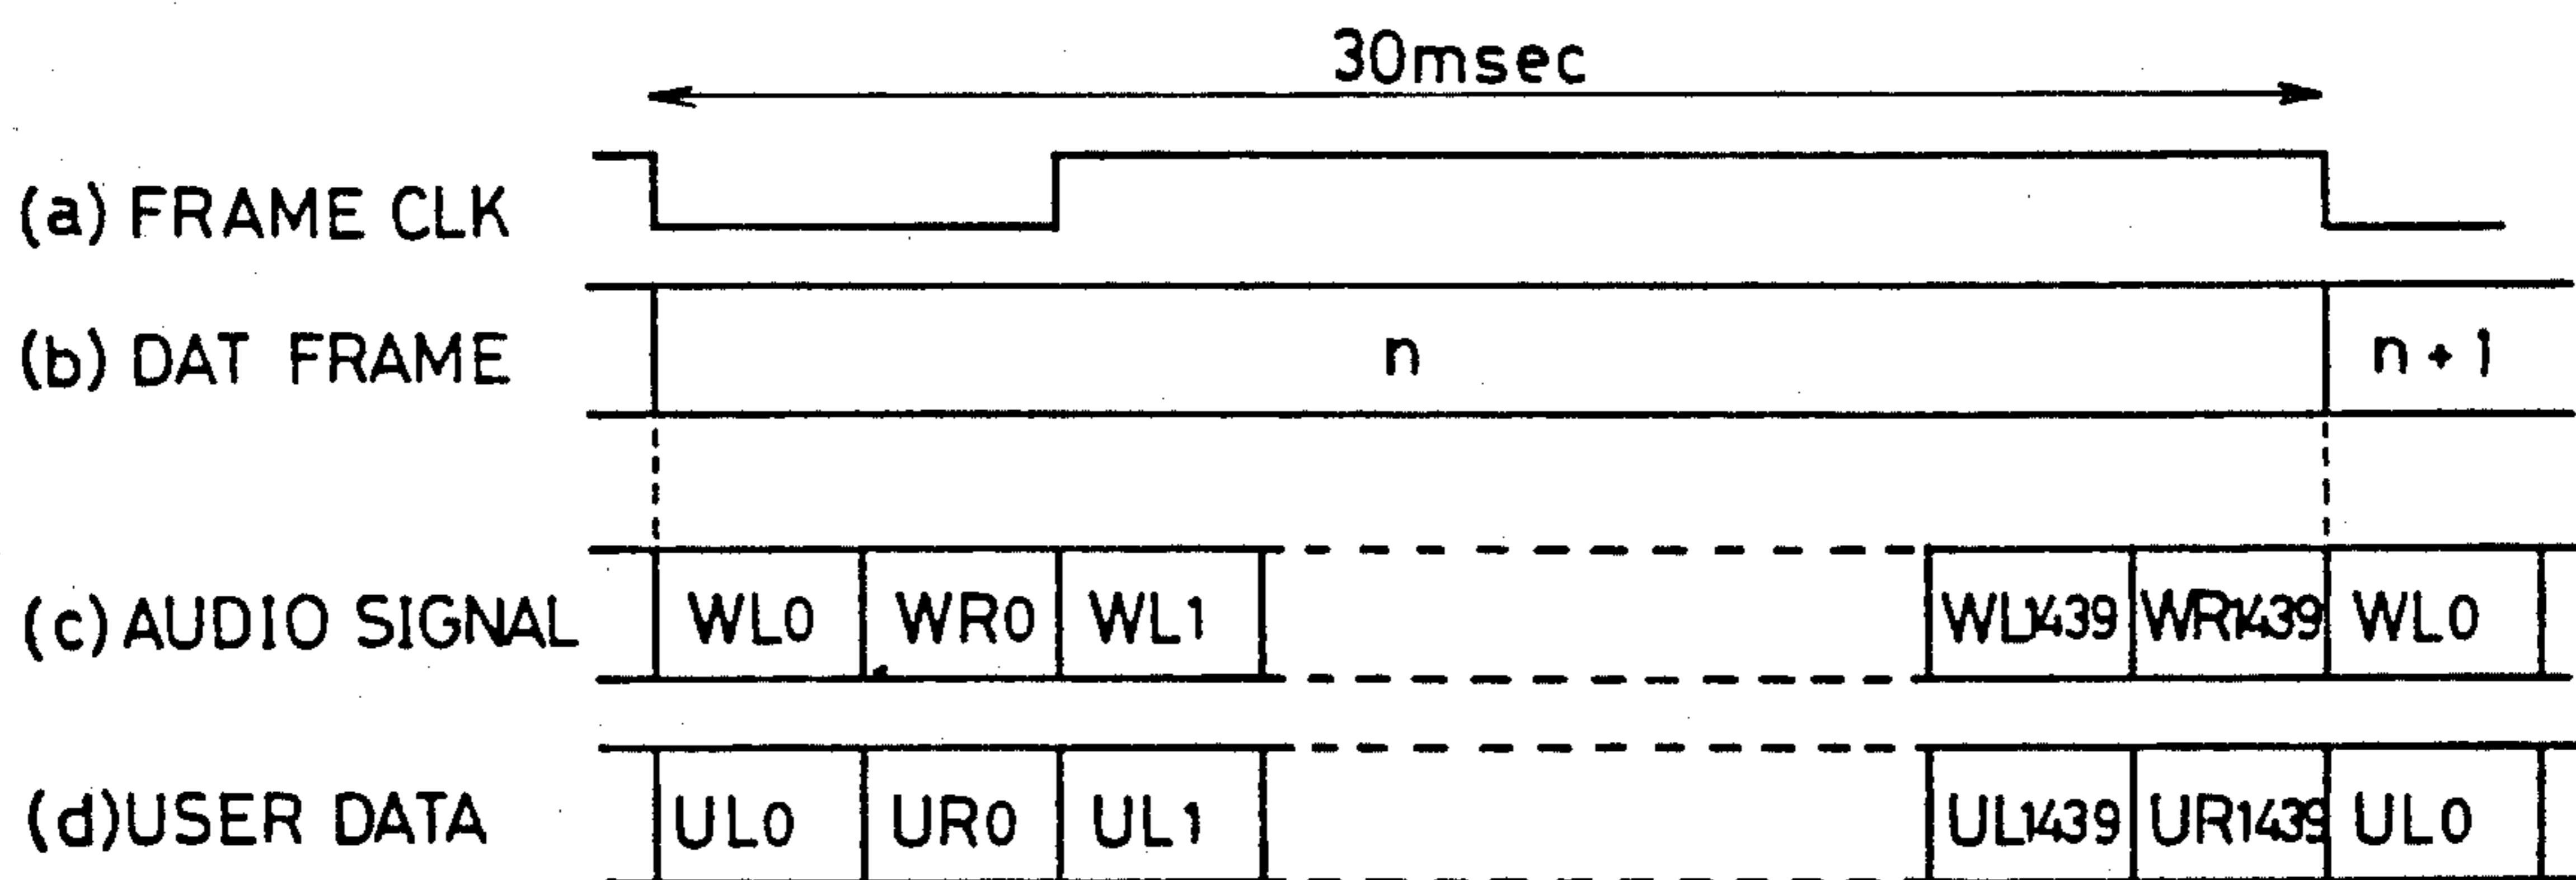 30msec
(a) FRAME CLK
(b) DAT FRAME n n+1
(c) AUDIO SIGNAL WL0 WR0 WL1 WL1439 WR1439 WL0
(d) USER DATA UL0 UR0 UL1 UL1439 UR1439 UL0